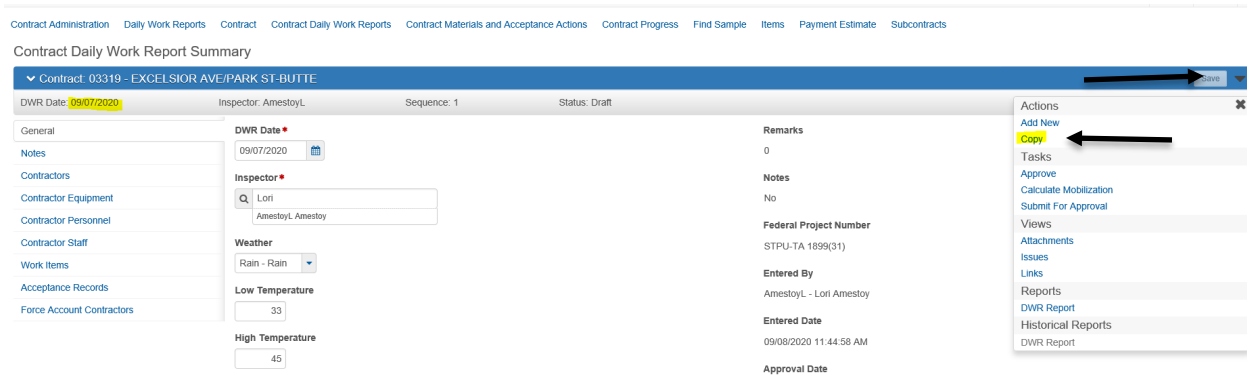 Contract Administration Daily Work Reports Contract Contract Daily Work Reports Contract Materials and Acceptance Actions Contract Progress Find Sample Items Payment Estimate Subcontracts
Contract Daily Work Report Summary
Contract: 03319 - EXCELSIOR AVE/PARK ST-BUTTE Save
DWR Date: 09/07/2020 Inspector: AmestoyL Sequence: 1 Status: Draft
General
Notes
Contractors
Contractor Equipment
Contractor Personnel
Contractor Staff
Work Items
Acceptance Records
Force Account Contractors
DWR Date*
09/07/2020
Inspector*
Lori
AmestoyL Amestoy
Weather
Rain - Rain
Low Temperature
33
High Temperature
45
Remarks
0
Notes
No
Federal Project Number
STPU-TA 1899(31)
Entered By
AmestoyL - Lori Amestoy
Entered Date
09/08/2020 11:44:58 AM
Approval Date
Actions
Add New
Copy
Tasks
Approve
Calculate Mobilization
Submit For Approval
Views
Attachments
Issues
Links
Reports
DWR Report
Historical Reports
DWR Report